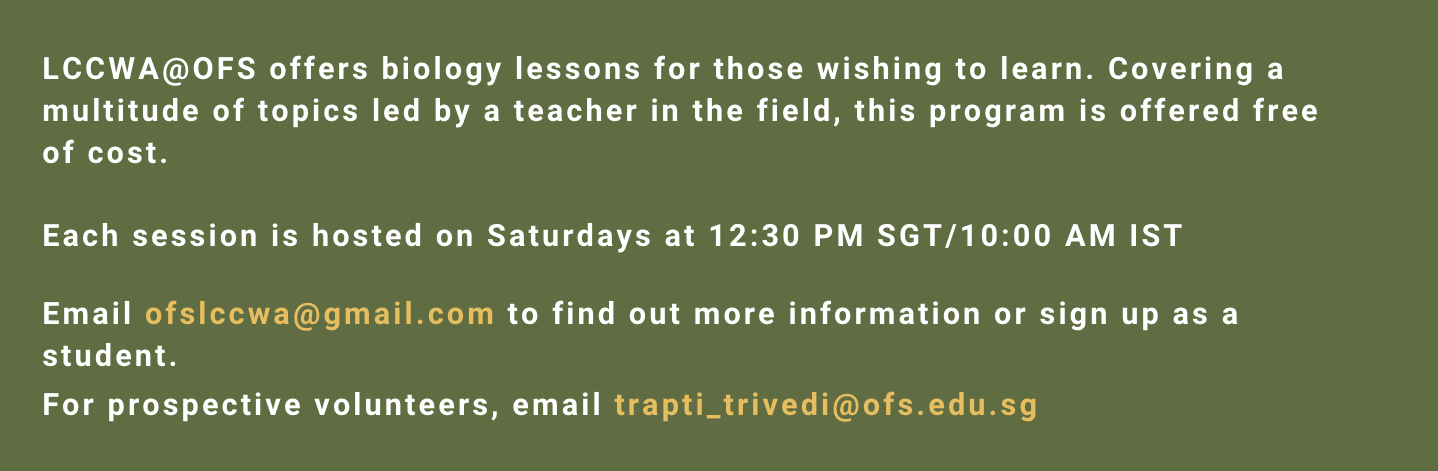 LCCWA@OFS offers biology lessons for those wishing to learn. Covering a
multitude of topics led by a teacher in the field, this program is offered free
of cost.
Each session is hosted on Saturdays at 12:30 PM SGT/10:00 AM IST
Email ofslccwa@gmail.com to find out more information or sign up as a
student.
For prospective volunteers, email trapti_trivedi@ofs.edu.sg